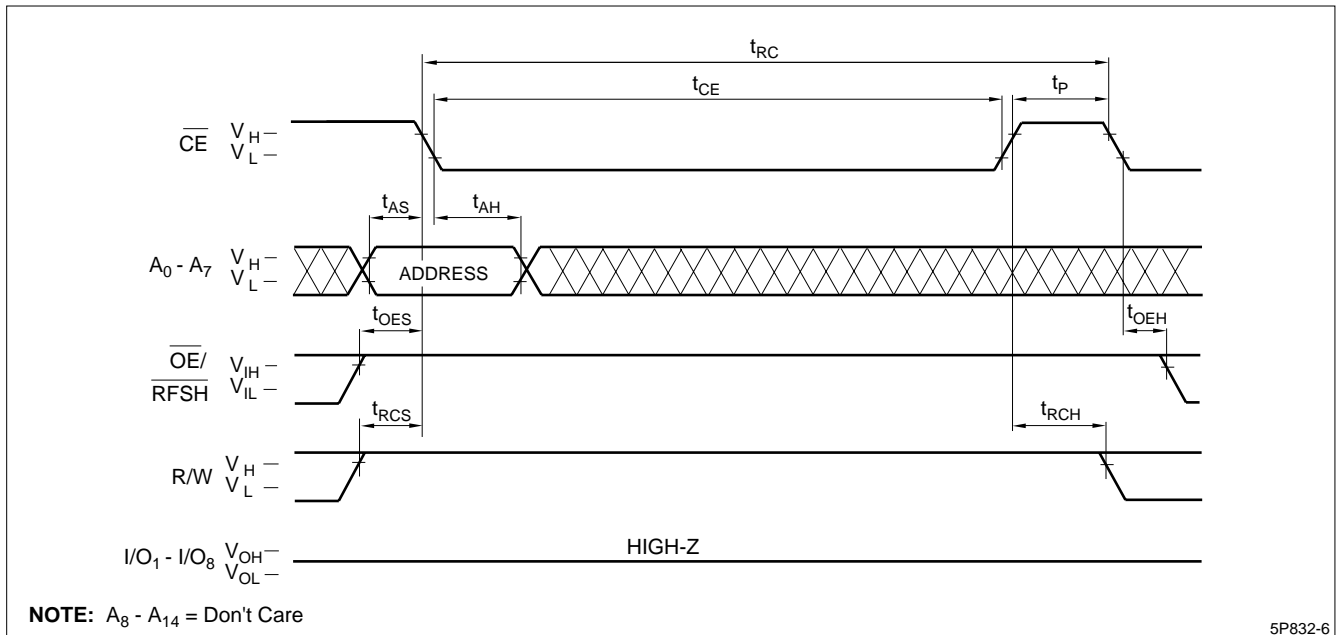 tRC
tCE
tP
CE VH
VL
tAS
tAH
A0 - A7 VH
VL
ADDRESS
tOES
tOEH
OE/ VIH
RFSH VIL
tRCS
tRCH
R/W VH
VL
HIGH-Z
I/O1 - I/O8 VOH
VOL
NOTE: A8 - A14 = Don't Care
5P832-6